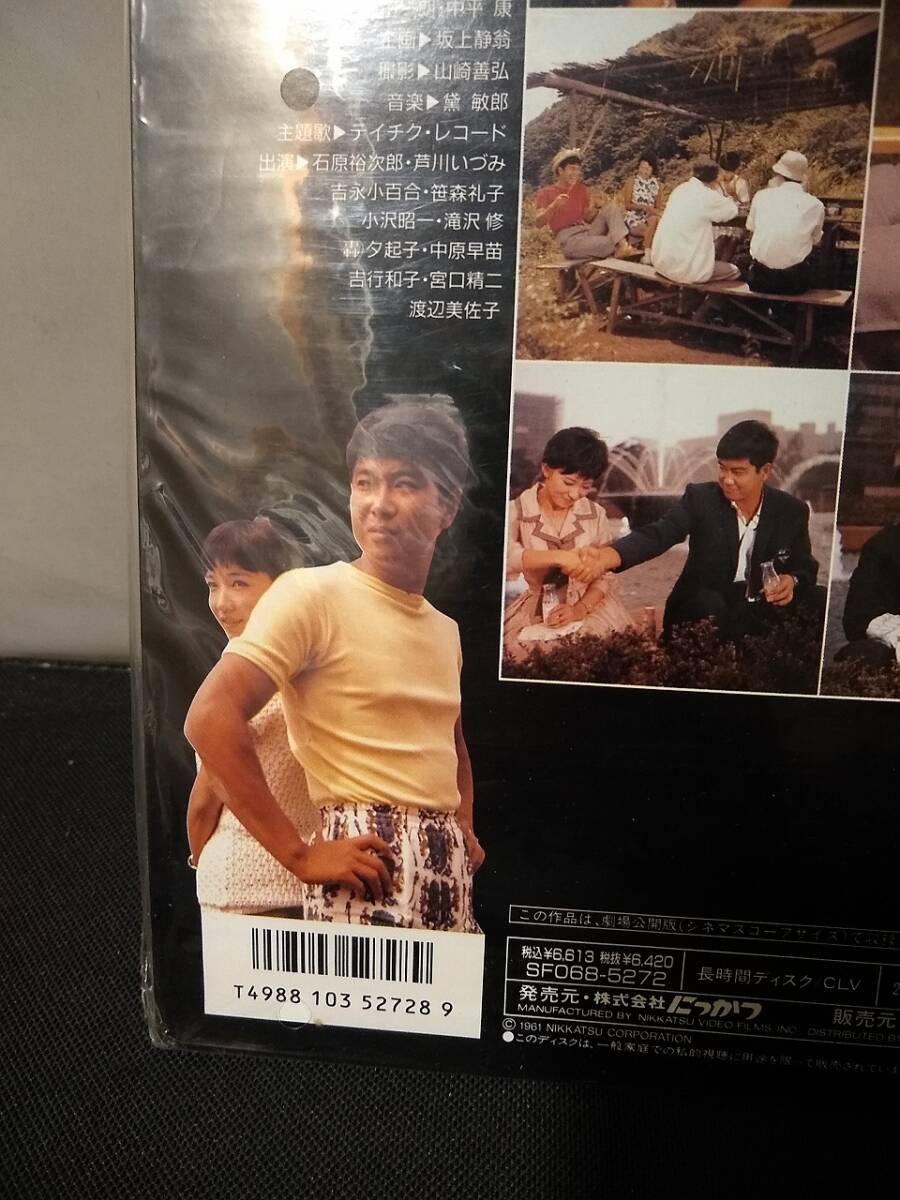 ・中平 康
企画▶坂上静翁
撮影▶山崎善弘
音楽▶黛 敏郎
主題歌▶テイチク・レコード
出演▶石原裕次郎・芦川いづみ
吉永小百合・笹森礼子
小沢昭一・滝沢 修
轟 夕起子・中原早苗
吉行和子・宮口精二
渡辺美佐子
この作品は、劇場公開版(シネマスコープサイズ)で収録
税込¥6,613 税抜¥6,420
SF068-5272
長時間ディスク CLV
発売元・株式会社にっかつ
販売元
MANUFACTURED BY NIKKATSU VIDEO FILMS, INC. DISTRIBUTED BY
© 1961 NIKKATSU CORPORATION
●このディスクは、一般家庭での私的視聴に用途を限って販売されていま
T4988 103 52728 9